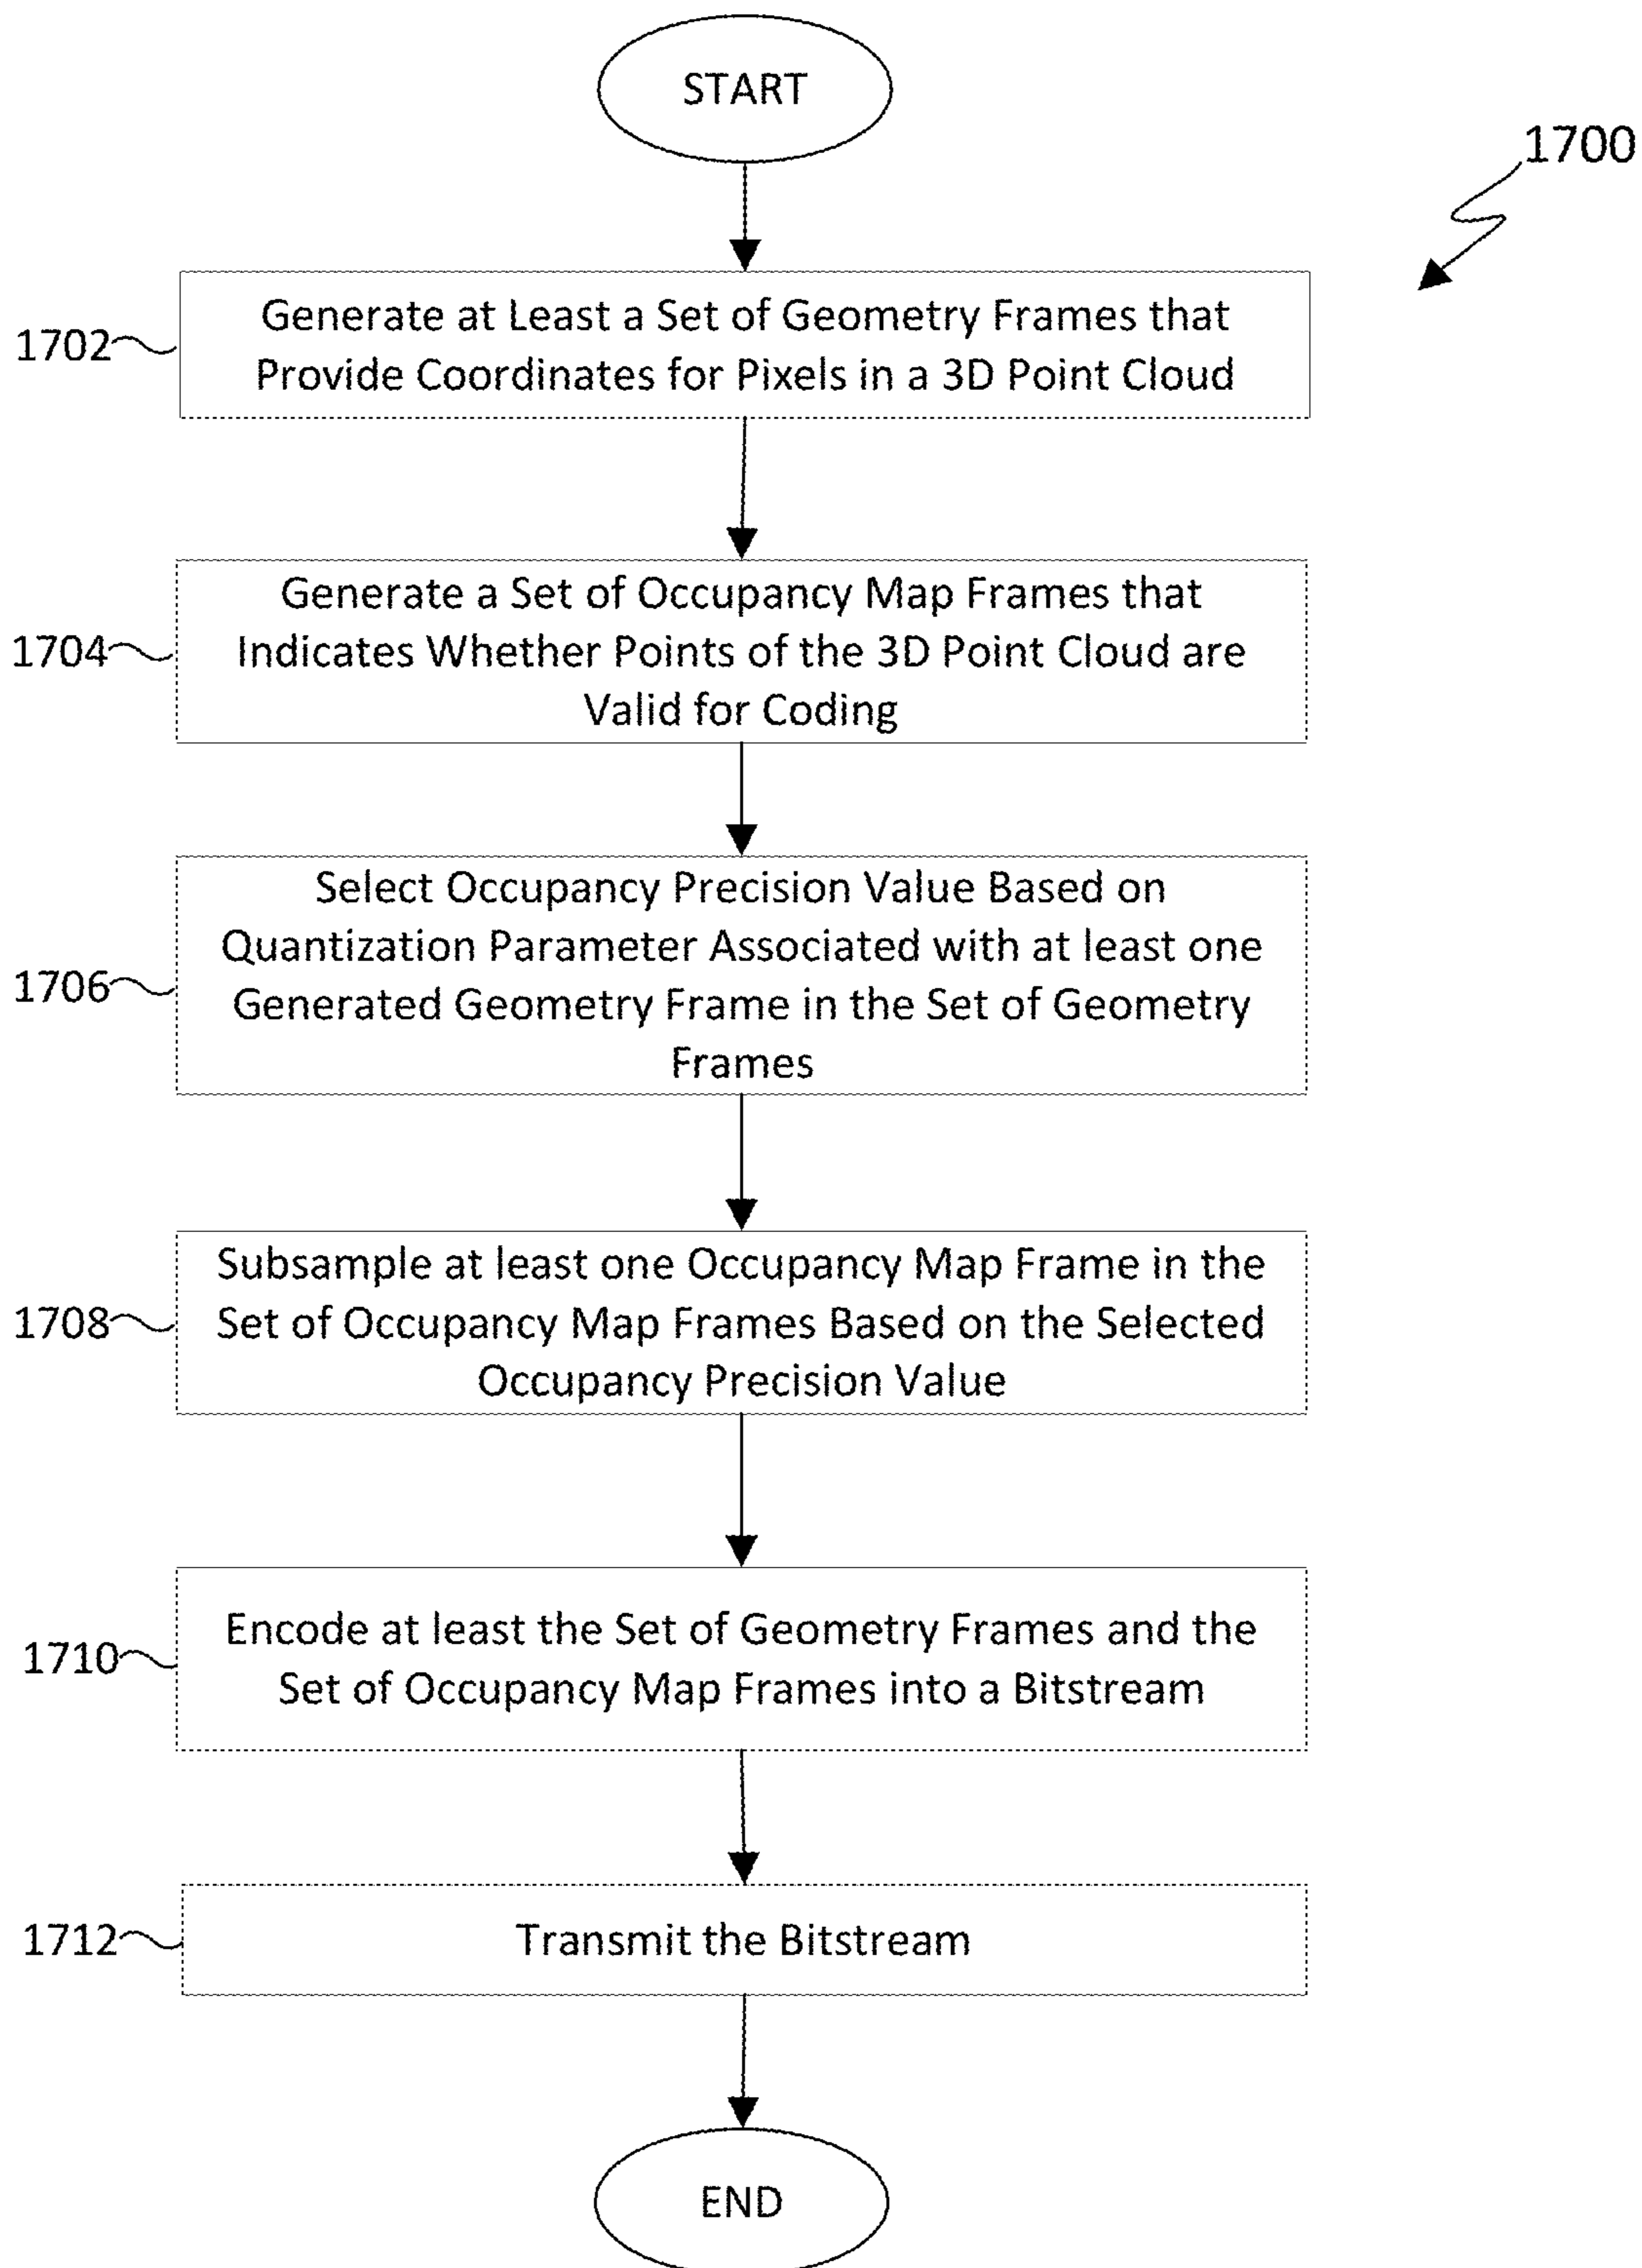 START
1700
1702
Generate at Least a Set of Geometry Frames that
Provide Coordinates for Pixels in a 3D Point Cloud
1704
Generate a Set of Occupancy Map Frames that
Indicates Whether Points of the 3D Point Cloud are
Valid for Coding
1706
Select Occupancy Precision Value Based on
Quantization Parameter Associated with at least one
Generated Geometry Frame in the Set of Geometry
Frames
1708
Subsample at least one Occupancy Map Frame in the
Set of Occupancy Map Frames Based on the Selected
Occupancy Precision Value
1710
Encode at least the Set of Geometry Frames and the
Set of Occupancy Map Frames into a Bitstream
1712
Transmit the Bitstream
END